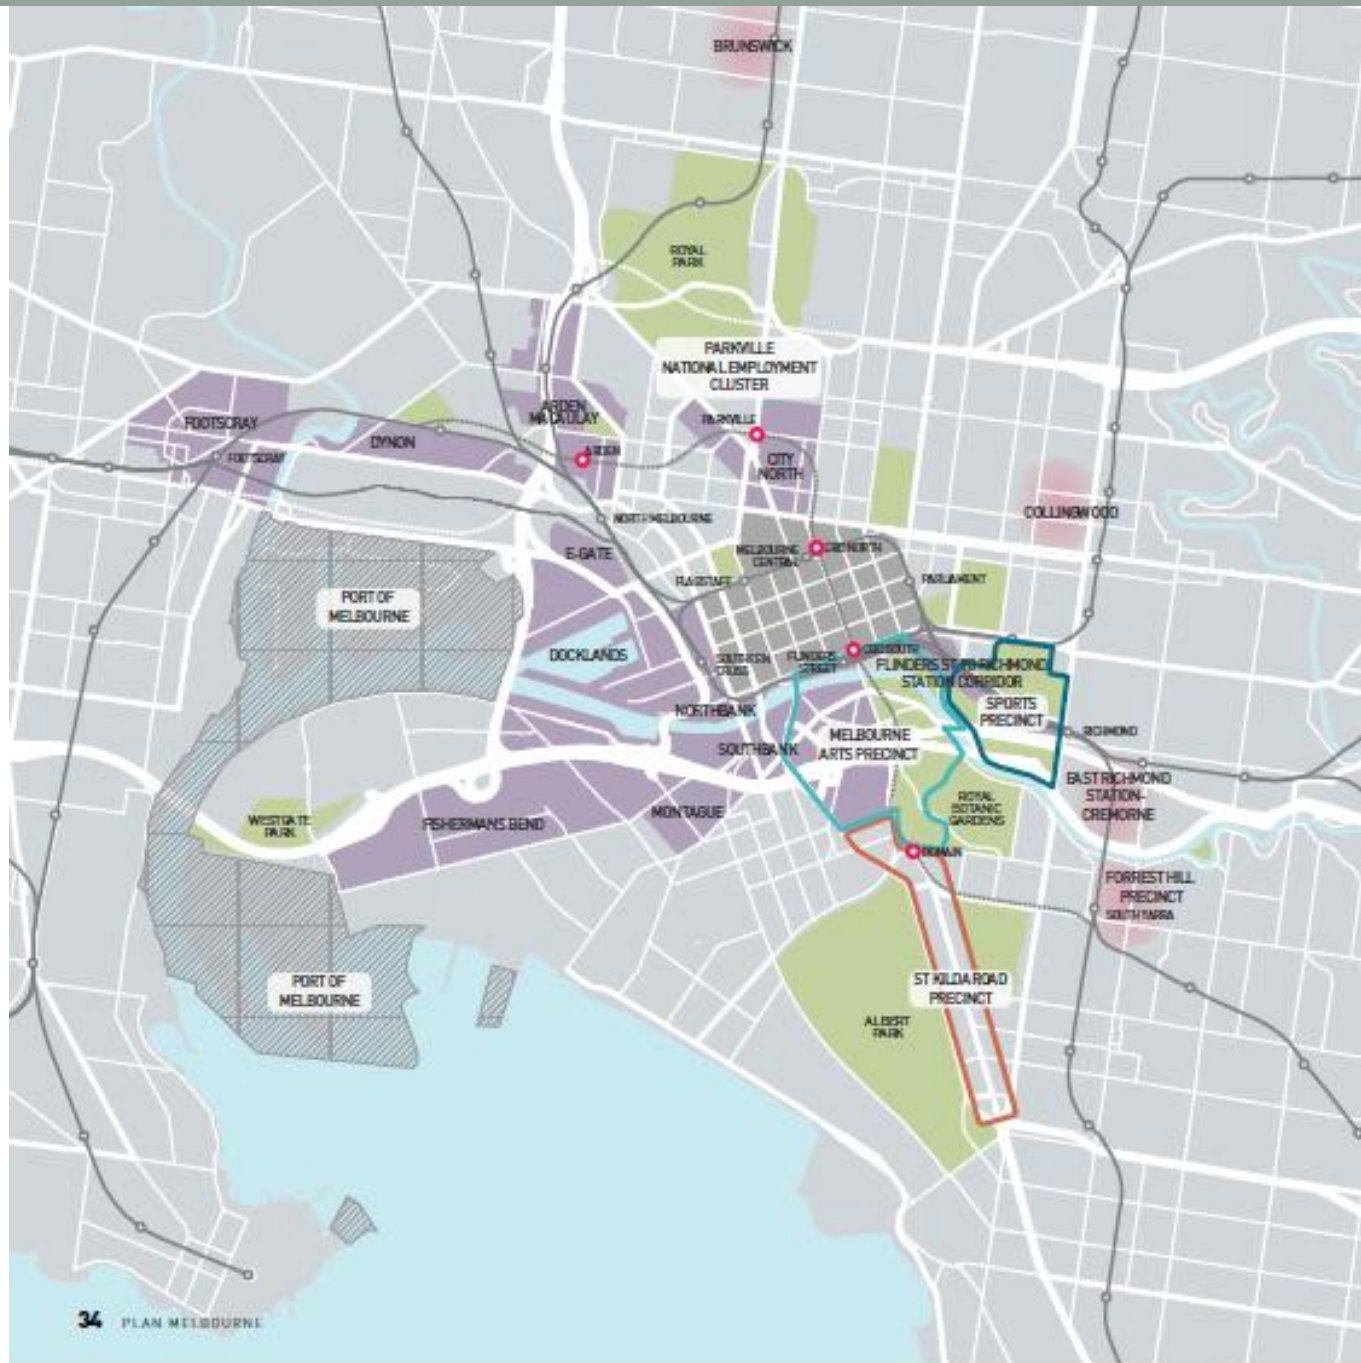 BRUNSWICK
ROYAL
PARK
PARKVILLE
NATIONAL EMPLOYMENT
CLUSTER
ARDEN
MACAULAY
PARKVILLE
FOOTSCRAY
FOOTSCRAY
DYNON
ARDEN
CITY
NORTH
COLLINGWOOD
NORTH MELBOURNE
E-GATE
MELBOURNE
CENTRAL
CBD NORTH
FLAGSTAFF
PARLIAMENT
PORT OF
MELBOURNE
DOCKLANDS
SOUTHERN
CROSS
FLINDERS
STREET
CBD SOUTH
FLINDERS ST TO RICHMOND
STATION CORRIDOR
NORTHBANK
SPORTS
PRECINCT
SOUTHBANK
MELBOURNE
ARTS PRECINCT
RICHMOND
EAST RICHMOND
STATION-
CREMORNE
ROYAL
BOTANIC
GARDENS
WESTGATE
PARK
FISHERMANS BEND
MONTAGUE
DOMAIN
FORREST HILL
PRECINCT
SOUTH YARRA
PORT OF
MELBOURNE
ST KILDA ROAD
PRECINCT
ALBERT
PARK
34 PLAN MELBOURNE